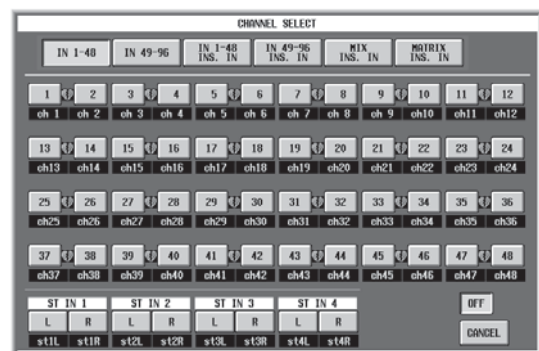 CHANNEL SELECT
IN 1-48 IN 49-96 IN 1-48 INS. IN IN 49-96 INS. IN MIX INS. IN MATRIX INS. IN
1 2 3 4 5 6 7 8 9 10 11 12
ch 1 ch 2 ch 3 ch 4 ch 5 ch 6 ch 7 ch 8 ch 9 ch10 ch11 ch12
13 14 15 16 17 18 19 20 21 22 23 24
ch13 ch14 ch15 ch16 ch17 ch18 ch19 ch20 ch21 ch22 ch23 ch24
25 26 27 28 29 30 31 32 33 34 35 36
ch25 ch26 ch27 ch28 ch29 ch30 ch31 ch32 ch33 ch34 ch35 ch36
37 38 39 40 41 42 43 44 45 46 47 48
ch37 ch38 ch39 ch40 ch41 ch42 ch43 ch44 ch45 ch46 ch47 ch48
ST IN 1 ST IN 2 ST IN 3 ST IN 4 OFF
L R L R L R L R CANCEL
st1L st1R st2L st2R st3L st3R st4L st4R